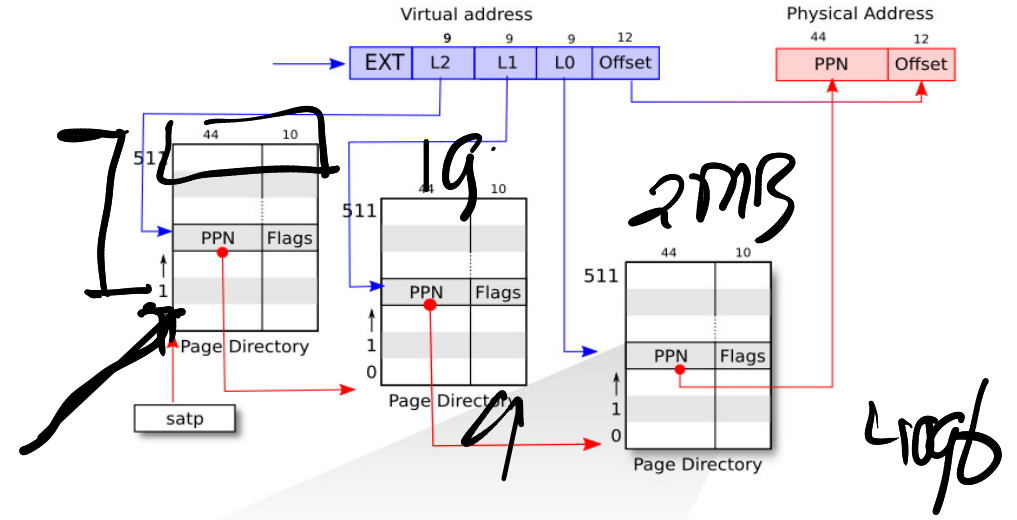 Virtual address
Physical Address
9 9 9 12
44 12
EXT L2 L1 L0 Offset
PPN Offset
44 10
511
PPN Flags
1
Page Directory
satp
1g
44 10
511
PPN Flags
1
0
Page Directory
9
2MB
44 10
511
PPN Flags
1
0
Page Directory
4096